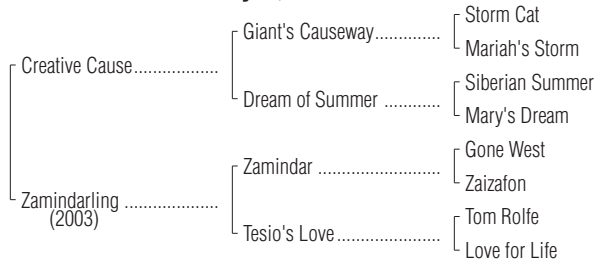 Storm Cat
Giant's Causeway..............
Mariah's Storm
Creative Cause..................
Siberian Summer
Dream of Summer ............
Mary's Dream
Gone West
Zamindar ......................
Zaizafon
Zamindarling ....................
(2003)
Tom Rolfe
Tesio's Love.....................
Love for Life